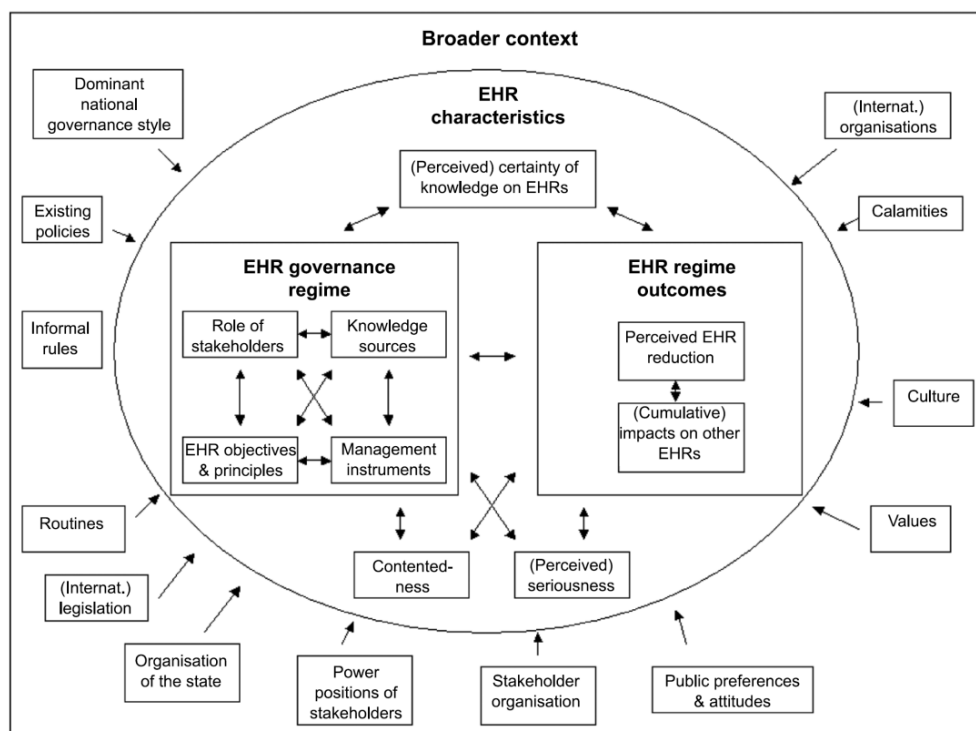 Broader context
Dominant
national
governance style
EHR
characteristics
(Internat.)
organisations
(Perceived) certainty of
knowledge on EHRs
Existing
policies
Calamities
EHR governance
regime
EHR regime
outcomes
Role of
stakeholders
Knowledge
sources
Informal
rules
Perceived EHR
reduction
Culture
(Cumulative)
impacts on other
EHRs
EHR objectives
& principles
Management
instruments
Routines
Values
Contented-
ness
(Perceived)
seriousness
(Internat.)
legislation
Organisation
of the state
Power
positions of
stakeholders
Stakeholder
organisation
Public preferences
& attitudes